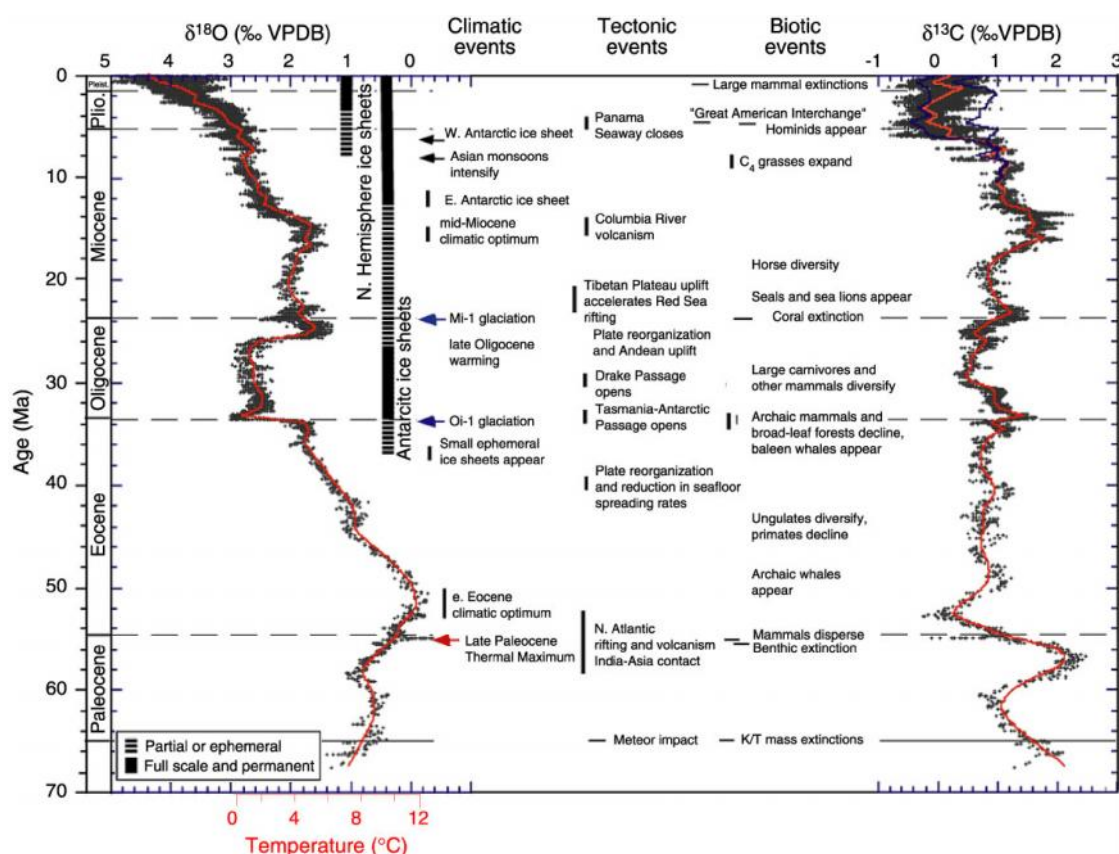 δ18O (‰ VPDB)
Climatic events
Tectonic events
Biotic events
δ13C (‰VPDB)
5 4 3 2 1 0
-1 0 1 2 3
Age (Ma)
0
10
20
30
40
50
60
70
Pleist.
Plio.
Miocene
Oligocene
Eocene
Paleocene
N. Hemisphere ice sheets
Antarcitc ice sheets
W. Antarctic ice sheet
Asian monsoons
intensify
E. Antarctic ice sheet
mid-Miocene
climatic optimum
Mi-1 glaciation
late Oligocene
warming
Oi-1 glaciation
Small ephemeral
ice sheets appear
e. Eocene
climatic optimum
Late Paleocene
Thermal Maximum
Panama
Seaway closes
Columbia River
volcanism
Tibetan Plateau uplift
accelerates Red Sea
rifting
Plate reorganization
and Andean uplift
Drake Passage
opens
Tasmania-Antarctic
Passage opens
Plate reorganization
and reduction in seafloor
spreading rates
N. Atlantic
rifting and volcanism
India-Asia contact
Meteor impact
Large mammal extinctions
"Great American Interchange"
Hominids appear
C4 grasses expand
Horse diversity
Seals and sea lions appear
Coral extinction
Large carnivores and
other mammals diversify
Archaic mammals and
broad-leaf forests decline,
baleen whales appear
Ungulates diversify,
primates decline
Archaic whales
appear
Mammals disperse
Benthic extinction
K/T mass extinctions
Partial or ephemeral
Full scale and permanent
0 4 8 12
Temperature (°C)